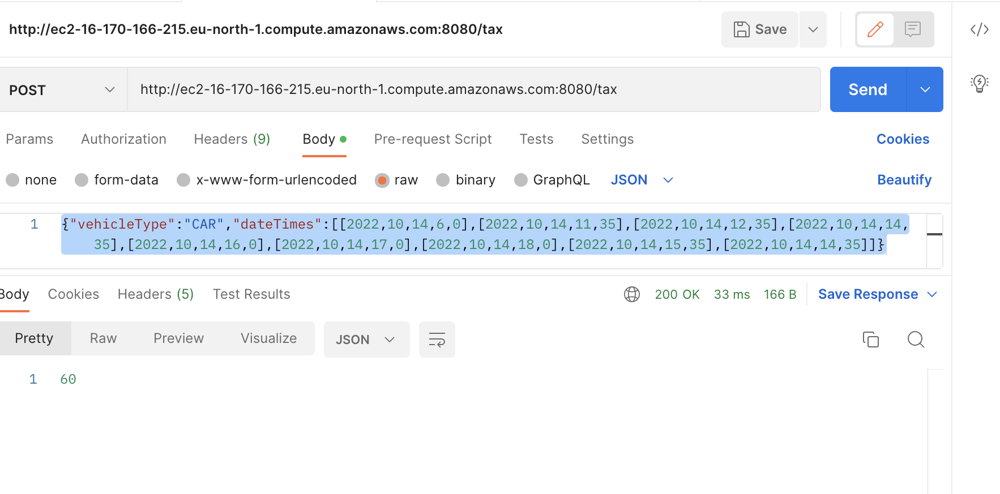 http://ec2-16-170-166-215.eu-north-1.compute.amazonaws.com:8080/tax
Save
</>
POST
http://ec2-16-170-166-215.eu-north-1.compute.amazonaws.com:8080/tax
Send
Params Authorization Headers (9) Body Pre-request Script Tests Settings Cookies
none form-data x-www-form-urlencoded raw binary GraphQL JSON Beautify
1 {"vehicleType":"CAR","dateTimes":[[2022,10,14,6,0],[2022,10,14,11,35],[2022,10,14,12,35],[2022,10,14,14,
35],[2022,10,14,16,0],[2022,10,14,17,0],[2022,10,14,18,0],[2022,10,14,15,35],[2022,10,14,14,35]]}
Body Cookies Headers (5) Test Results 200 OK 33 ms 166 B Save Response
Pretty Raw Preview Visualize JSON
1 60